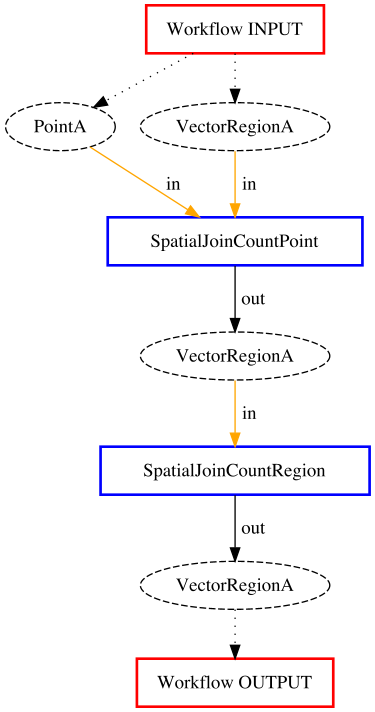 Workflow INPUT
PointA
VectorRegionA
in
in
SpatialJoinCountPoint
out
VectorRegionA
in
SpatialJoinCountRegion
out
VectorRegionA
Workflow OUTPUT